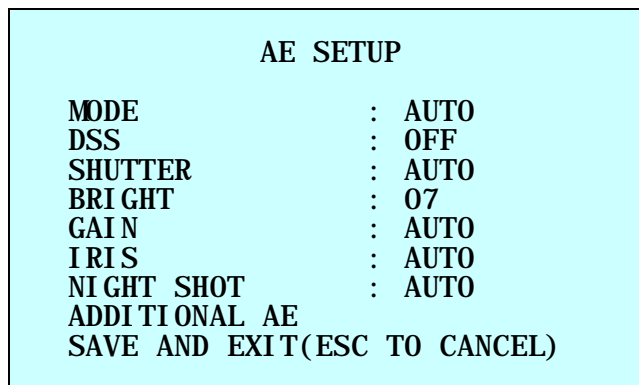 AE SETUP
MODE : AUTO
DSS : OFF
SHUTTER : AUTO
BRIGHT : 07
GAIN : AUTO
IRIS : AUTO
NIGHT SHOT : AUTO
ADDITIONAL AE
SAVE AND EXIT(ESC TO CANCEL)